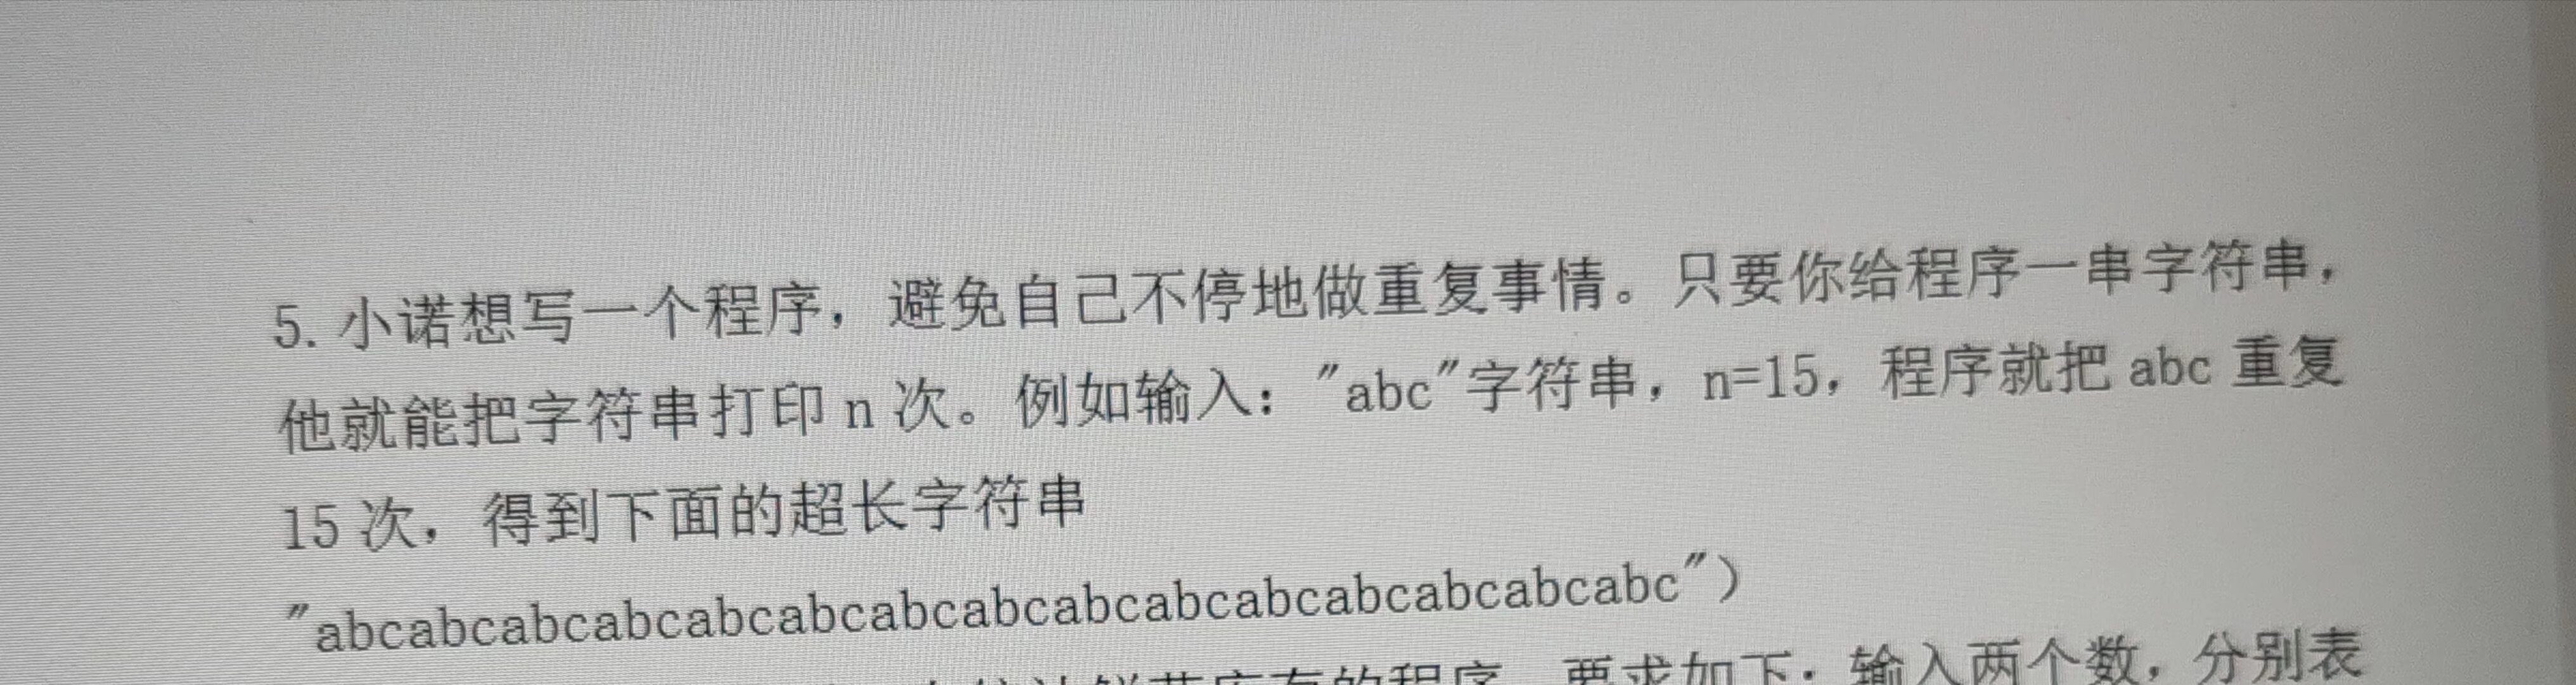 5. 小诺想写一个程序，避免自己不停地做重复事情。只要你给程序一串字符串，
他就能把字符串打印 n 次。例如输入："abc"字符串，n=15，程序就把 abc 重复
15 次，得到下面的超长字符串
"abcabcabcabcabcabcabcabcabcabcabcabcabcabcabc"）
的程序，要求如下：输入两个数，分别表